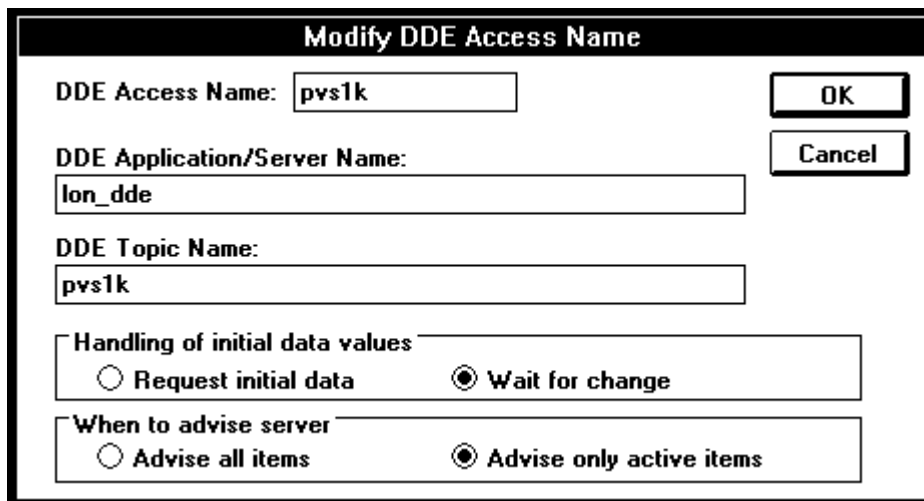 Modify DDE Access Name
DDE Access Name: pvs1k
OK
DDE Application/Server Name:
Cancel
lon_dde
DDE Topic Name:
pvs1k
Handling of initial data values
Request initial data Wait for change
When to advise server
Advise all items Advise only active items